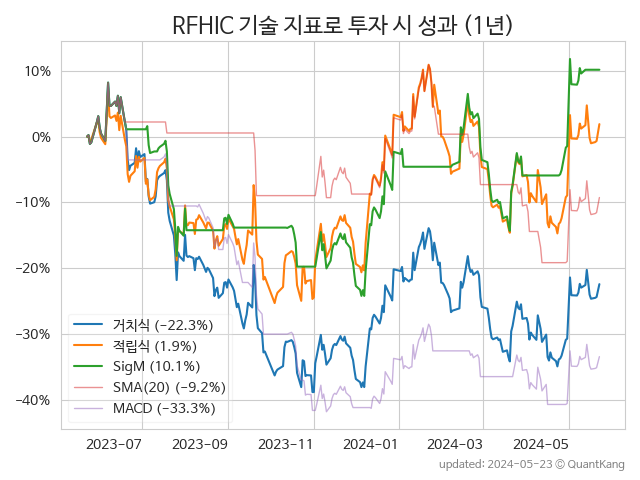 RFHIC 기술 지표로 투자 시 성과 (1년)
10%
0%
−10%
−20%
−30%
−40%
거치식 (−22.3%)
적립식 (1.9%)
SigM (10.1%)
SMA(20) (−9.2%)
MACD (−33.3%)
2023-07 2023-09 2023-11 2024-01 2024-03 2024-05
updated: 2024-05-23 © QuantKang